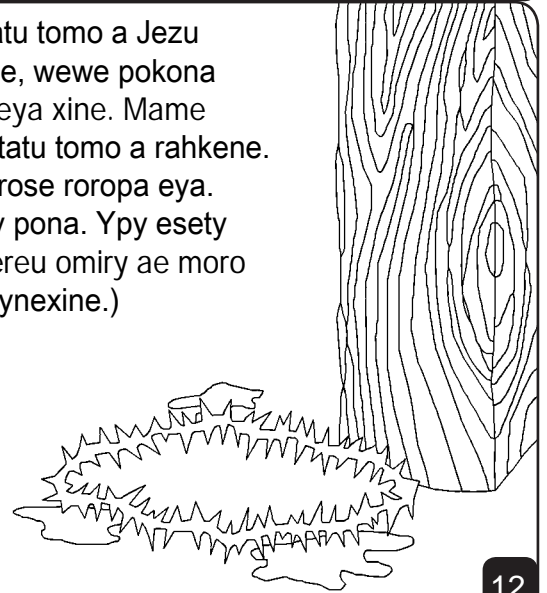 atu tomo a Jezu
e, wewe pokona
eya xine. Mame
tatu tomo a rahkene.
rose roropa eya.
y pona. Ypy esety
ereu omiry ae moro
ynexine.)
12